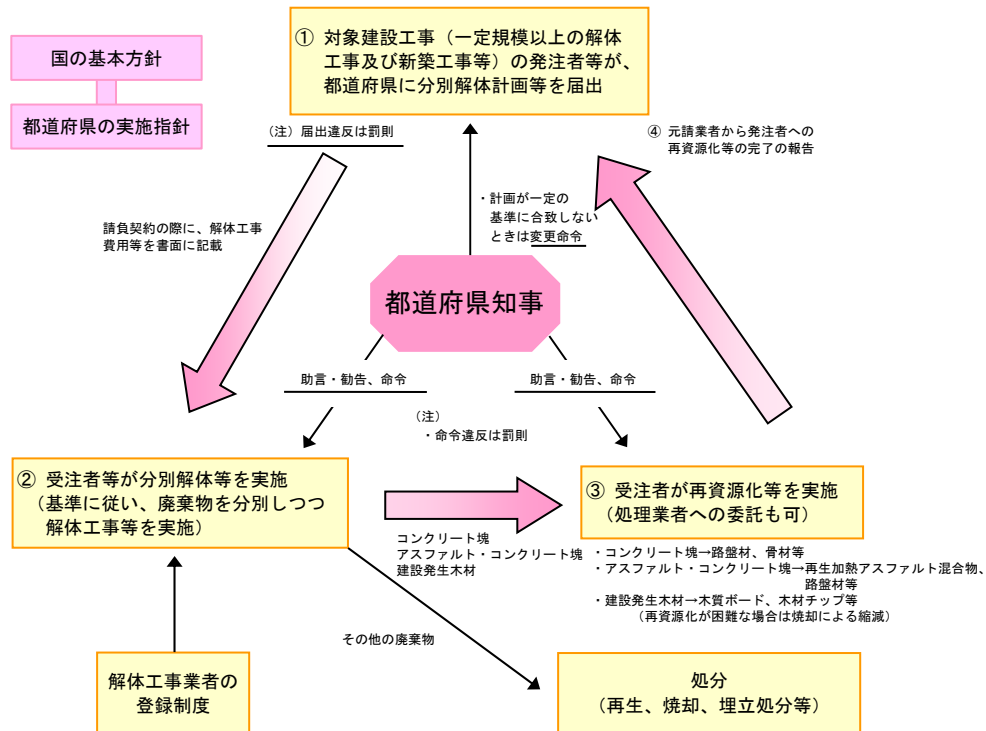 国の基本方針
都道府県の実施指針
① 対象建設工事（一定規模以上の解体
工事及び新築工事等）の発注者等が、
都道府県に分別解体計画等を届出
（注）届出違反は罰則
④ 元請業者から発注者への
再資源化等の完了の報告
・計画が一定の
基準に合致しない
ときは変更命令
請負契約の際に、解体工事
費用等を書面に記載
都道府県知事
助言・勧告、命令
助言・勧告、命令
（注）
・命令違反は罰則
② 受注者等が分別解体等を実施
（基準に従い、廃棄物を分別しつつ
解体工事等を実施）
③ 受注者が再資源化等を実施
（処理業者への委託も可）
コンクリート塊
アスファルト・コンクリート塊
建設発生木材
・コンクリート塊→路盤材、骨材等
・アスファルト・コンクリート塊→再生加熱アスファルト混合物、
路盤材等
・建設発生木材→木質ボード、木材チップ等
（再資源化が困難な場合は焼却による縮減）
その他の廃棄物
解体工事業者の
登録制度
処分
（再生、焼却、埋立処分等）